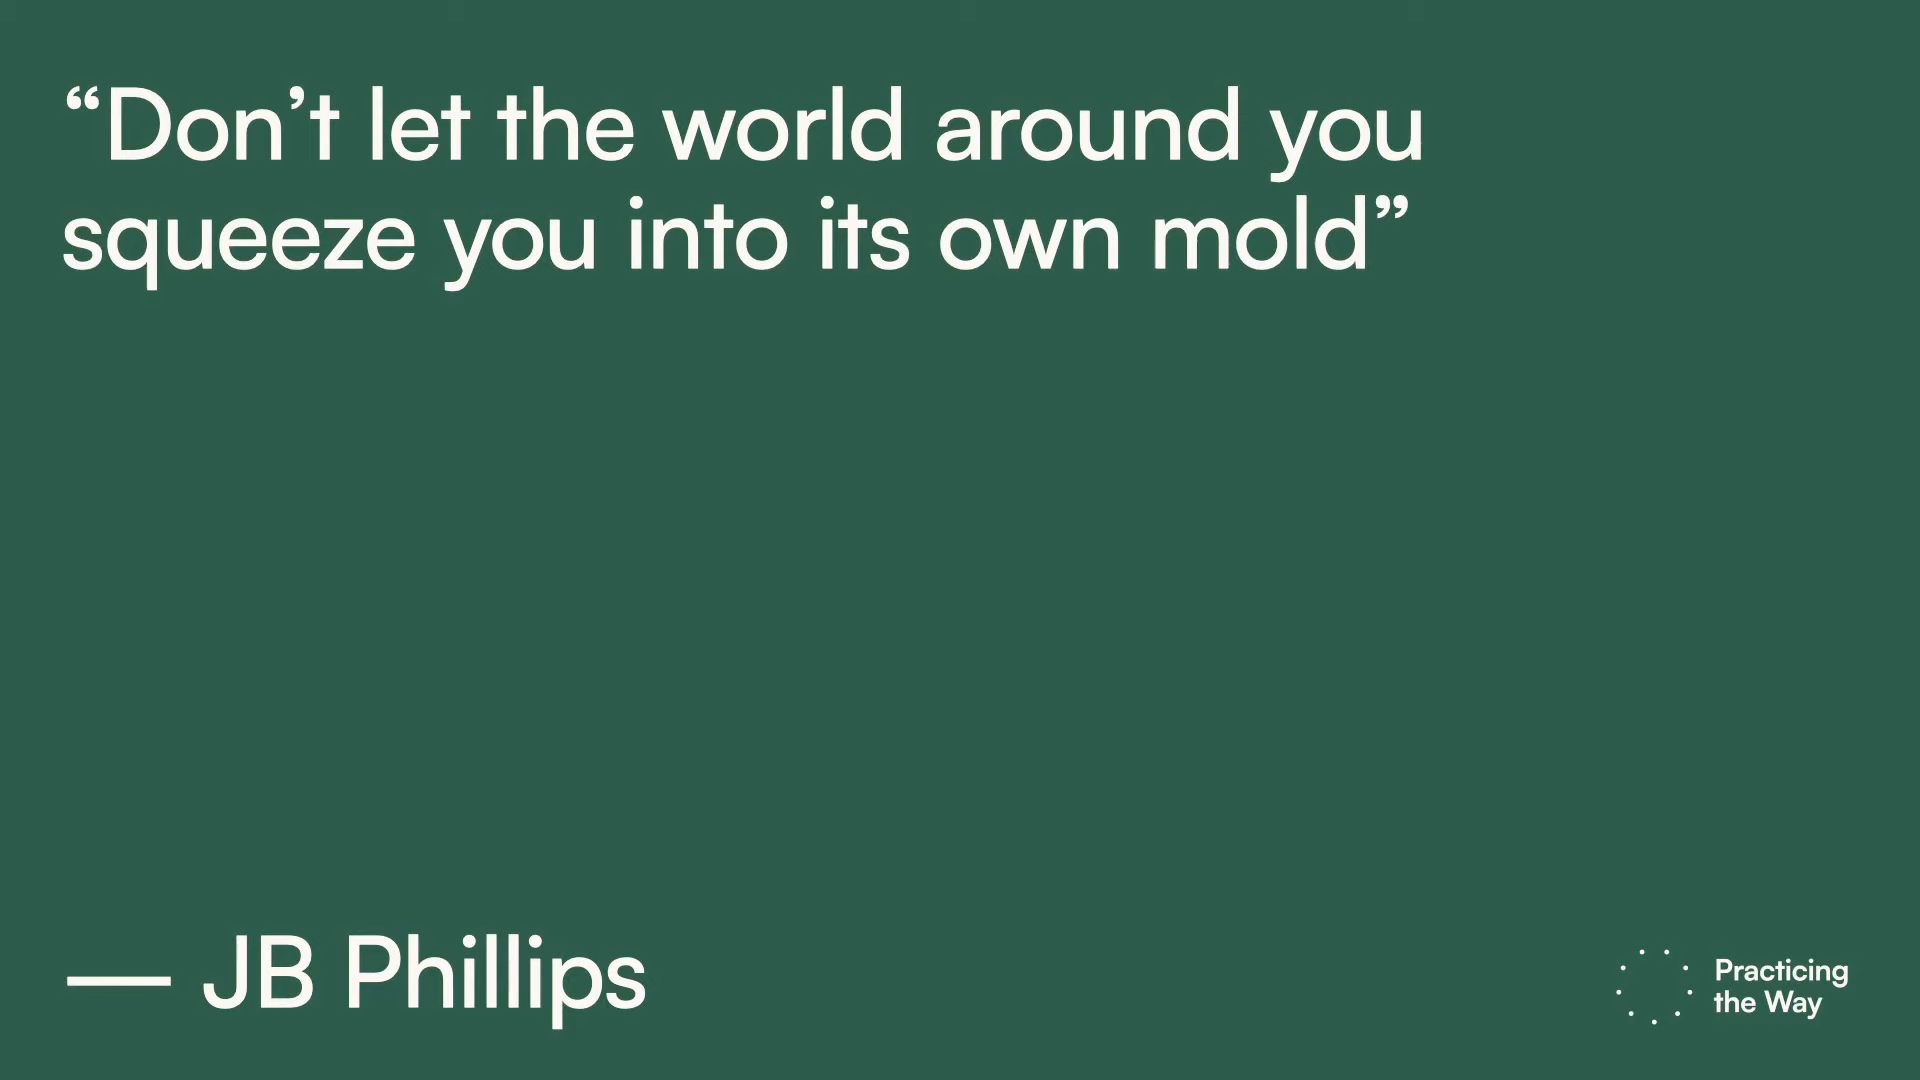 “Don’t let the world around you
squeeze you into its own mold”
— JB Phillips
Practicing
the Way